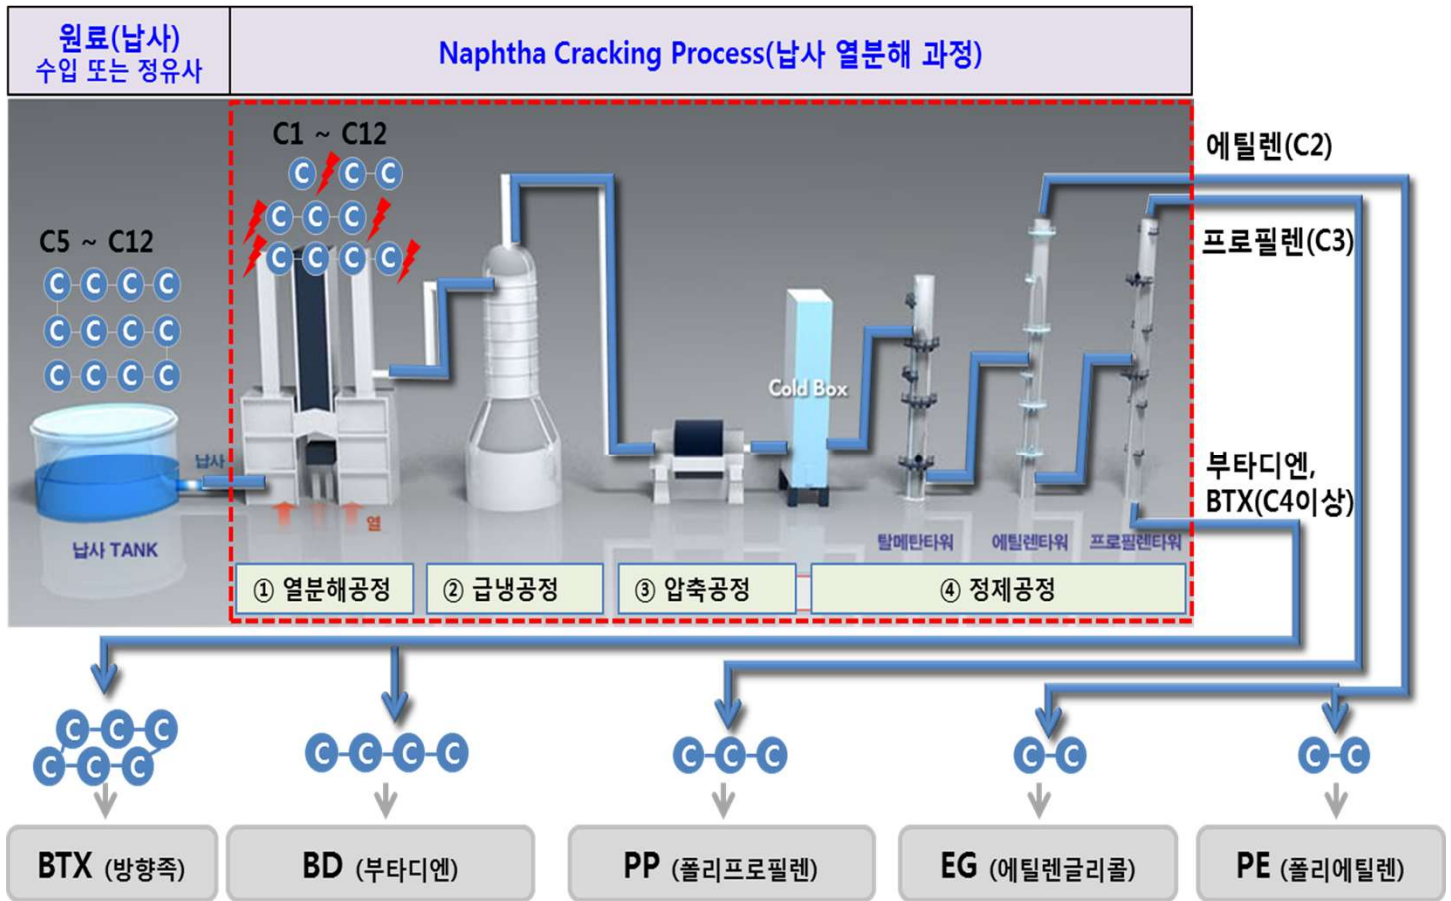 원료(납사)
수입 또는 정유사
Naphtha Cracking Process(납사 열분해 과정)
C1 ~ C12
C C C
C C C
C C C C
C5 ~ C12
C C C C
C C C C
C C C C
에틸렌(C2)
프로필렌(C3)
Cold Box
납사
열
납사 TANK
탈메탄타워
에틸렌타워
프로필렌타워
부타디엔,
BTX(C4이상)
① 열분해공정
② 급냉공정
③ 압축공정
④ 정제공정
C C C
C C C
C C C C
C C C
C C
C C
BTX (방향족)
BD (부타디엔)
PP (폴리프로필렌)
EG (에틸렌글리콜)
PE (폴리에틸렌)